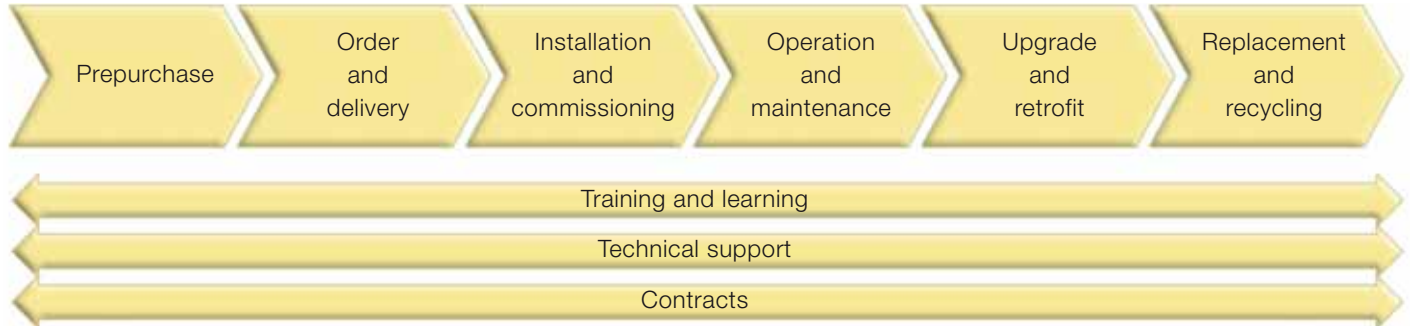 Prepurchase
Order
and
delivery
Installation
and
commissioning
Operation
and
maintenance
Upgrade
and
retrofit
Replacement
and
recycling
Training and learning
Technical support
Contracts